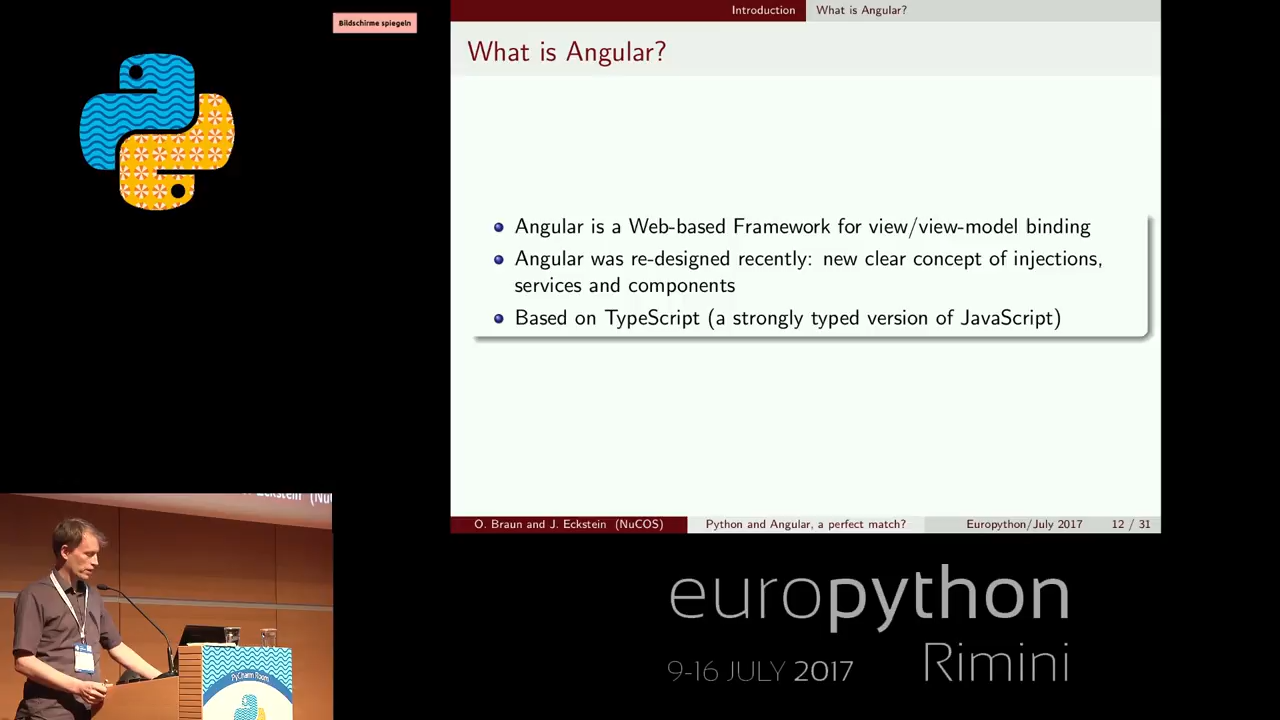 Bildschirme spiegeln
Introduction
What is Angular?
What is Angular?
Angular is a Web-based Framework for view/view-model binding
Angular was re-designed recently: new clear concept of injections,
services and components
Based on TypeScript (a strongly typed version of JavaScript)
O. Braun and J. Eckstein (NuCOS)
Python and Angular, a perfect match?
Europython/July 2017
12 / 31
Eckstein
PyCharm Room
europython
Rimini
9-16 JULY 2017